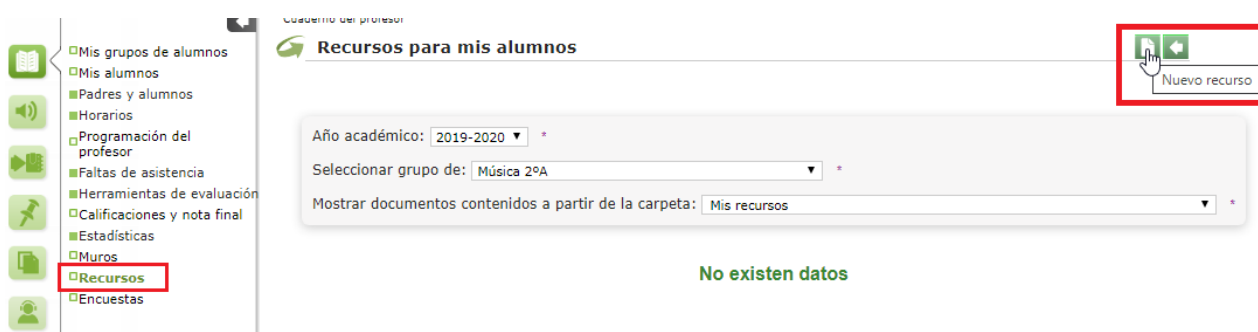 Cuaderno del profesor
Recursos para mis alumnos
Nuevo recurso
Mis grupos de alumnos
Mis alumnos
Padres y alumnos
Horarios
Programación del
profesor
Faltas de asistencia
Herramientas de evaluación
Calificaciones y nota final
Estadísticas
Muros
Recursos
Encuestas
Año académico: 2019-2020 *
Seleccionar grupo de: Música 2ºA *
Mostrar documentos contenidos a partir de la carpeta: Mis recursos *
No existen datos